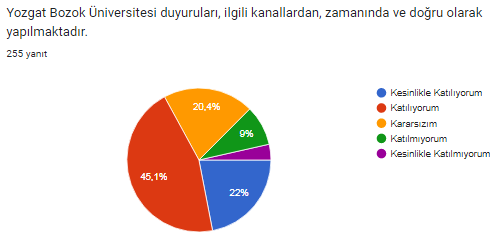 Yozgat Bozok Üniversitesi duyuruları, ilgili kanallardan, zamanında ve doğru olarak
yapılmaktadır.
255 yanıt
Kesinlikle Katılıyorum
Katılıyorum
Kararsızım
Katılmıyorum
Kesinlikle Katılmıyorum
20,4%
9%
45,1%
22%